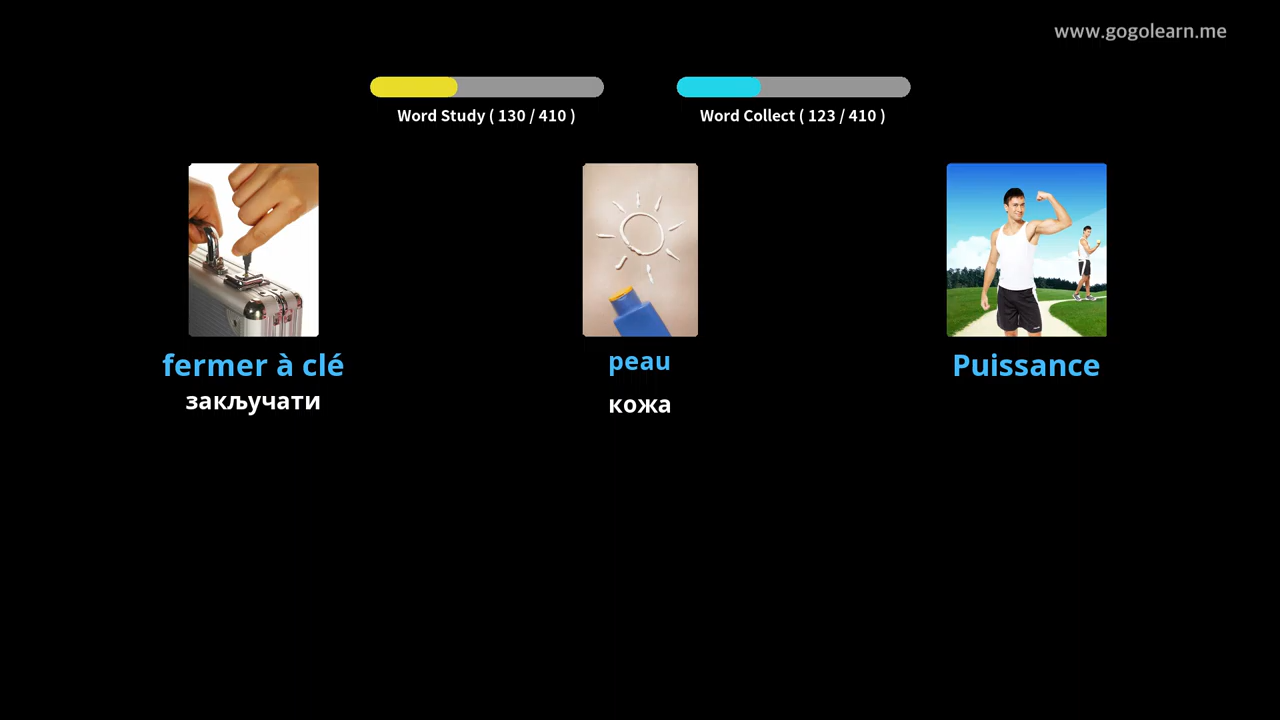 www.gogolearn.me
Word Study ( 130 / 410 )
Word Collect ( 123 / 410 )
fermer à clé
закључати
peau
кожа
Puissance